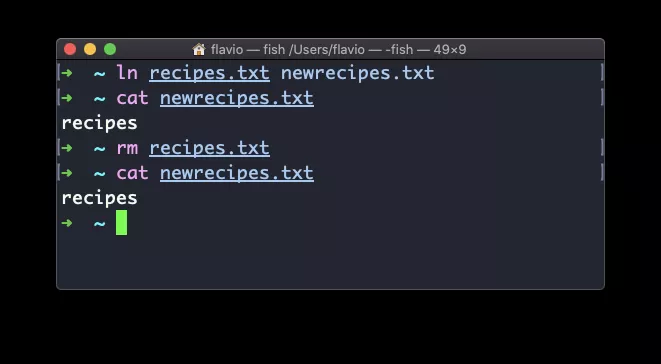 flavio — fish /Users/flavio — -fish — 49×9
➜ ~ ln recipes.txt newrecipes.txt
➜ ~ cat newrecipes.txt
recipes
➜ ~ rm recipes.txt
➜ ~ cat newrecipes.txt
recipes
➜ ~